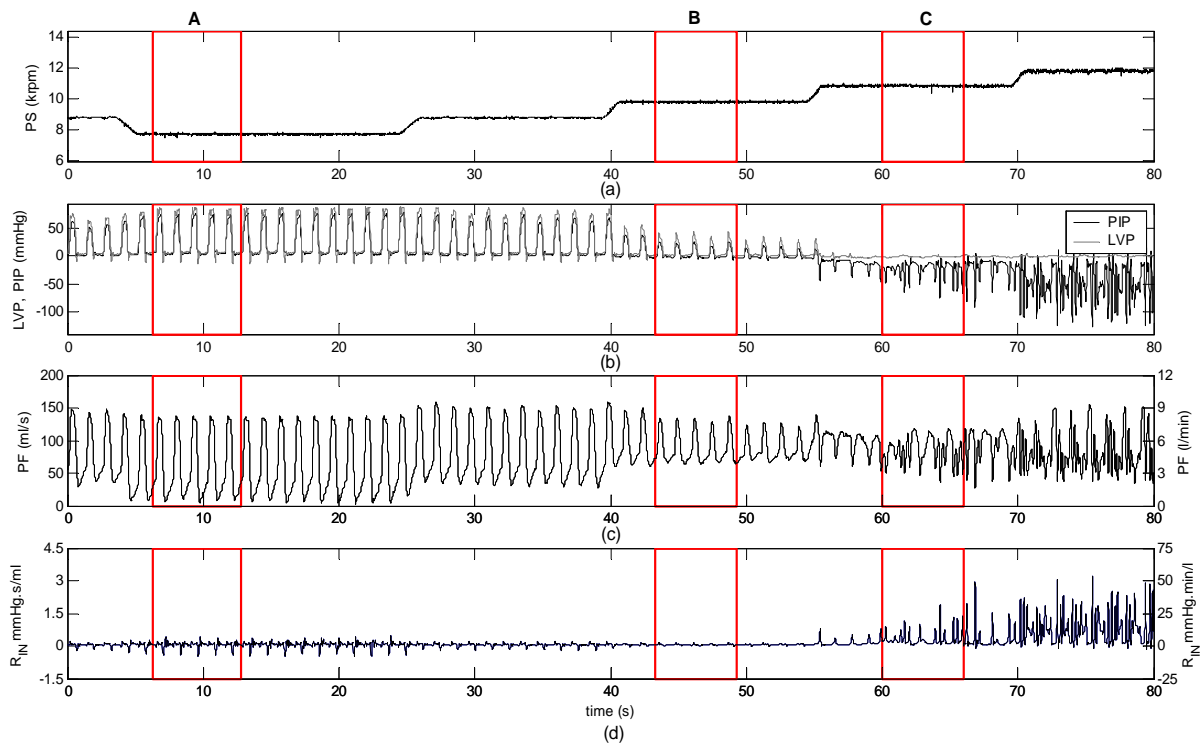 A B C
14
12
10
8
6
PS (krpm)
0 10 20 30 40 50 60 70 80
(a)
50
0
-50
-100
LVP, PIP (mmHg)
PIP
LVP
0 10 20 30 40 50 60 70 80
(b)
200
150
100
50
0
PF (ml/s)
12
9
6
3
0
PF (l/min)
0 10 20 30 40 50 60 70 80
(c)
4.5
3
1.5
0
-1.5
RIN mmHg.s/ml
75
50
25
0
-25
RIN mmHg.min/l
0 10 20 30 40 50 60 70 80
time (s)
(d)